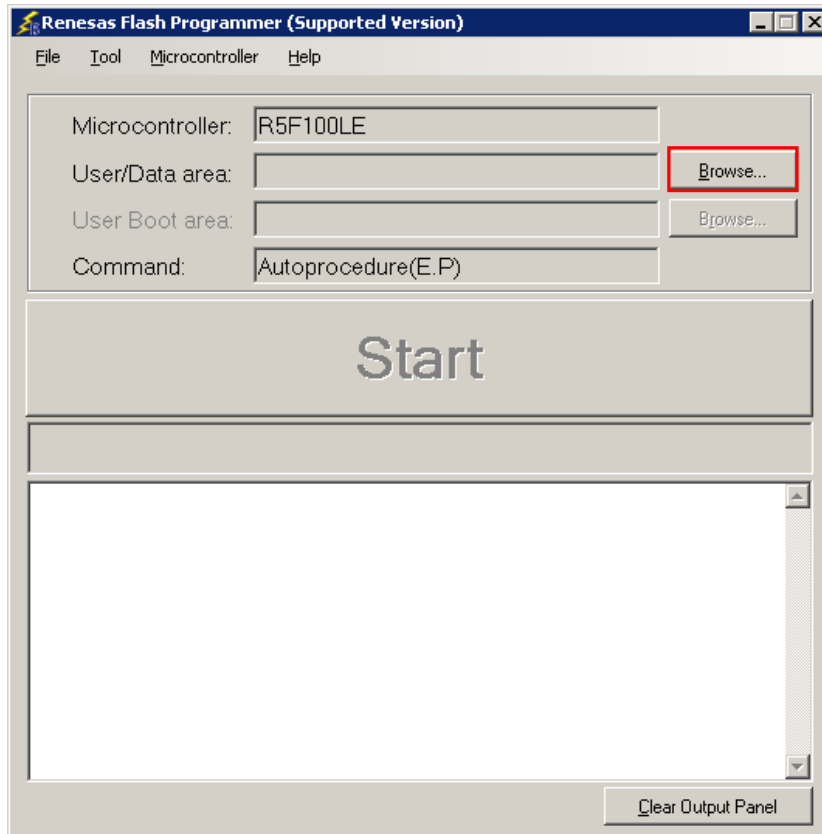 Renesas Flash Programmer (Supported Version)
File Tool Microcontroller Help
Microcontroller: R5F100LE
User/Data area: Browse...
User Boot area: Browse...
Command: Autoprocedure(E.P)
Start
Clear Output Panel